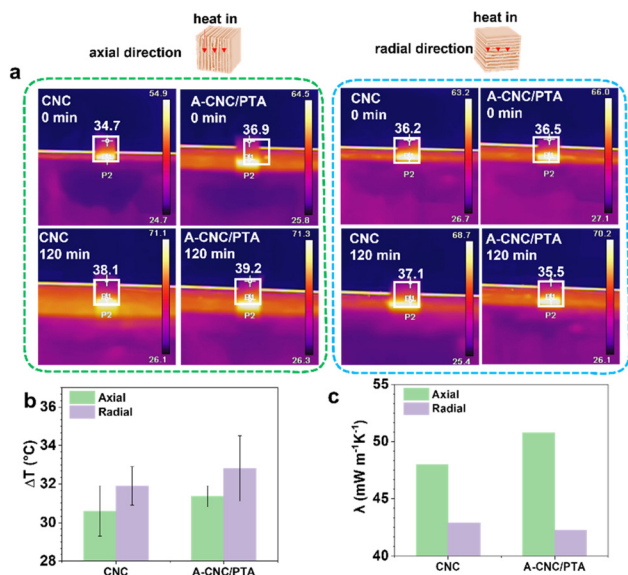 heat in
axial direction
heat in
radial direction
a
CNC
0 min
54.9
34.7
P2
24.7
A-CNC/PTA
0 min
64.5
36.9
P2
25.8
CNC
0 min
63.2
36.2
P2
26.7
A-CNC/PTA
0 min
66.0
36.5
P2
27.1
CNC
120 min
71.1
38.1
P2
26.1
A-CNC/PTA
120 min
71.3
39.2
P2
26.3
CNC
120 min
68.7
37.1
P2
25.4
A-CNC/PTA
120 min
70.2
35.5
P2
26.1
b
36
32
30
28
ΔT (°C)
Axial
Radial
CNC
A-CNC/PTA
c
55
50
45
40
λ (mW m⁻¹K⁻¹)
Axial
Radial
CNC
A-CNC/PTA